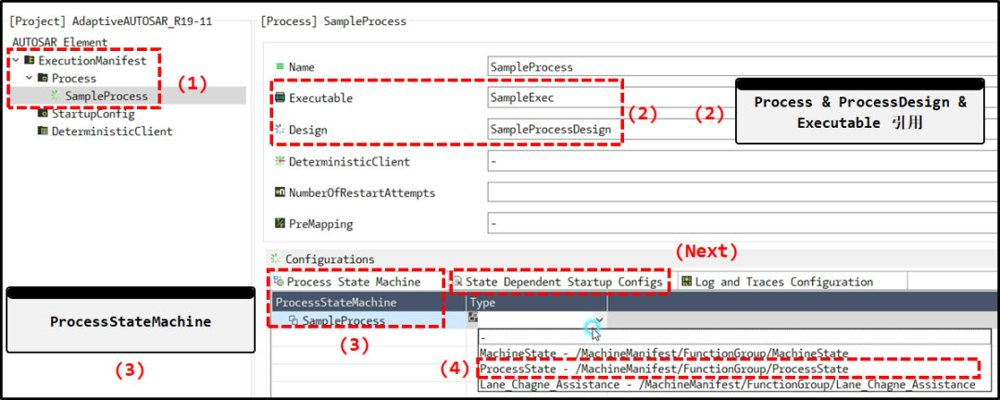 [Project] AdaptiveAUTOSAR_R19-11
AUTOSAR Element
ExecutionManifest
Process
SampleProcess
StartupConfig
DeterministicClient
(1)
[Process] SampleProcess
Name
SampleProcess
Executable
SampleExec
Design
SampleProcessDesign
(2)
(2)
Process & ProcessDesign &
Executable 引用
DeterministicClient
-
NumberOfRestartAttempts
PreMapping
-
Configurations
(Next)
Process State Machine
State Dependent Startup Configs
Log and Traces Configuration
ProcessStateMachine
Type
SampleProcess
(3)
-
MachineState - /MachineManifest/FunctionGroup/MachineState
(4)
ProcessState - /MachineManifest/FunctionGroup/ProcessState
Lane_Chagne_Assistance - /MachineManifest/FunctionGroup/Lane_Chagne_Assistance
ProcessStateMachine
(3)